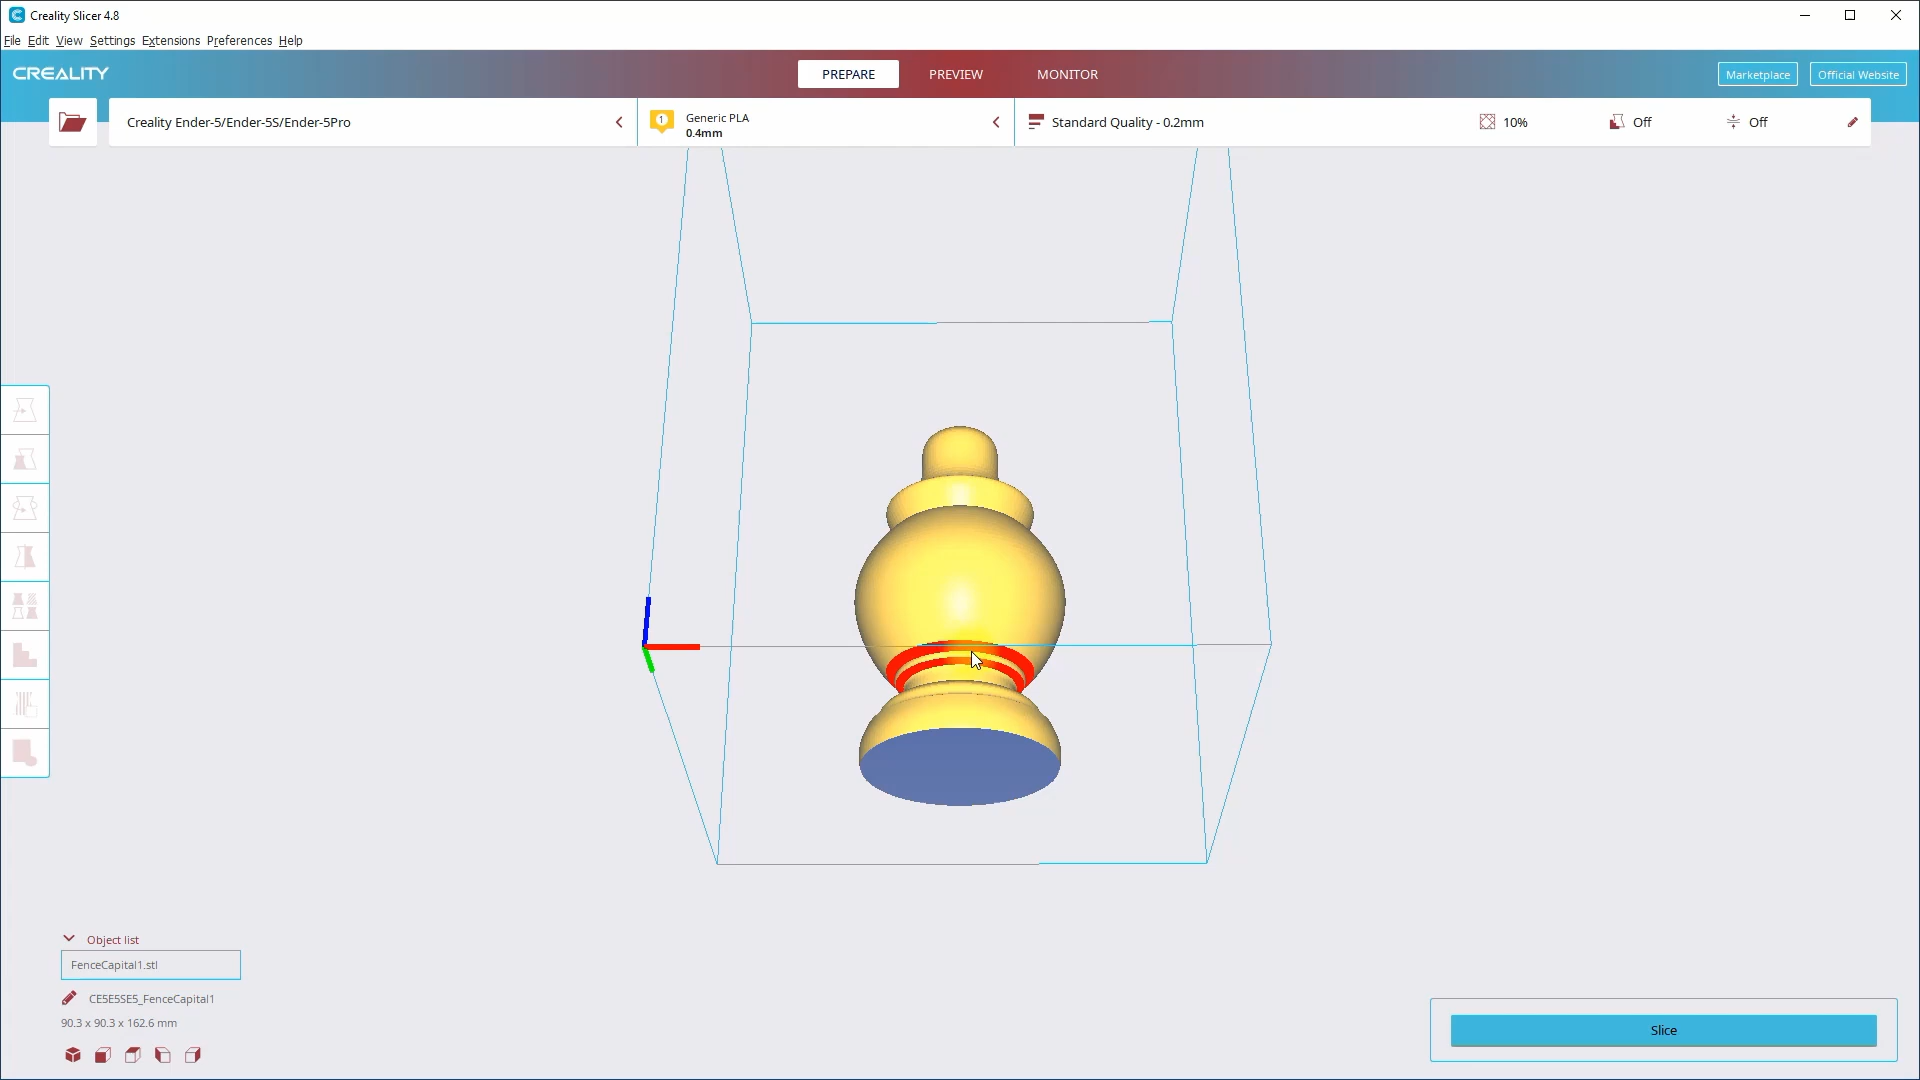 Creality Slicer 4.8
File Edit View Settings Extensions Preferences Help
CREALITY
PREPARE PREVIEW MONITOR
Marketplace Official Website
Creality Ender-5/Ender-5S/Ender-5Pro
1
Generic PLA
0.4mm
Standard Quality - 0.2mm
10%
Off
Off
Object list
FenceCapital1.stl
CE5E5SE5_FenceCapital1
90.3 x 90.3 x 162.6 mm
Slice